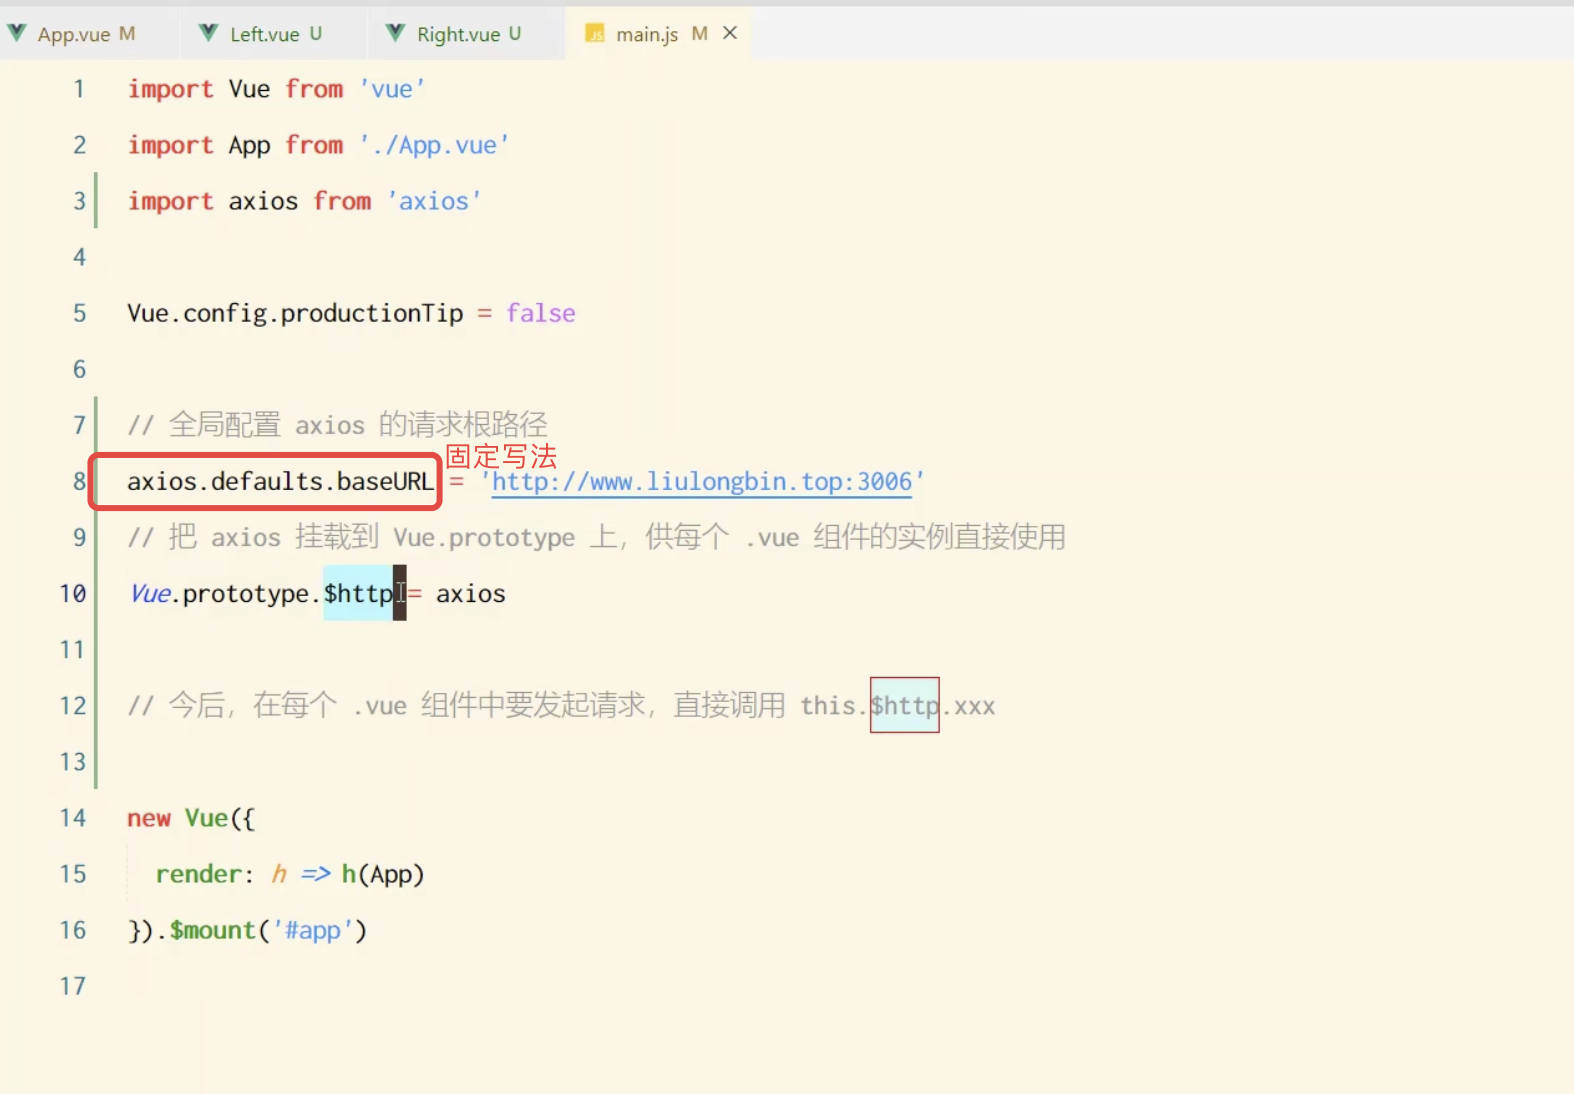 App.vue M Left.vue U Right.vue U JS main.js M ×
1 import Vue from 'vue'
2 import App from './App.vue'
3 import axios from 'axios'
4
5 Vue.config.productionTip = false
6
7 // 全局配置 axios 的请求根路径
固定写法
8 axios.defaults.baseURL = 'http://www.liulongbin.top:3006'
9 // 把 axios 挂载到 Vue.prototype 上，供每个 .vue 组件的实例直接使用
10 Vue.prototype.$http = axios
11
12 // 今后，在每个 .vue 组件中要发起请求，直接调用 this.$http.xxx
13
14 new Vue({
15 render: h => h(App)
16 }).$mount('#app')
17